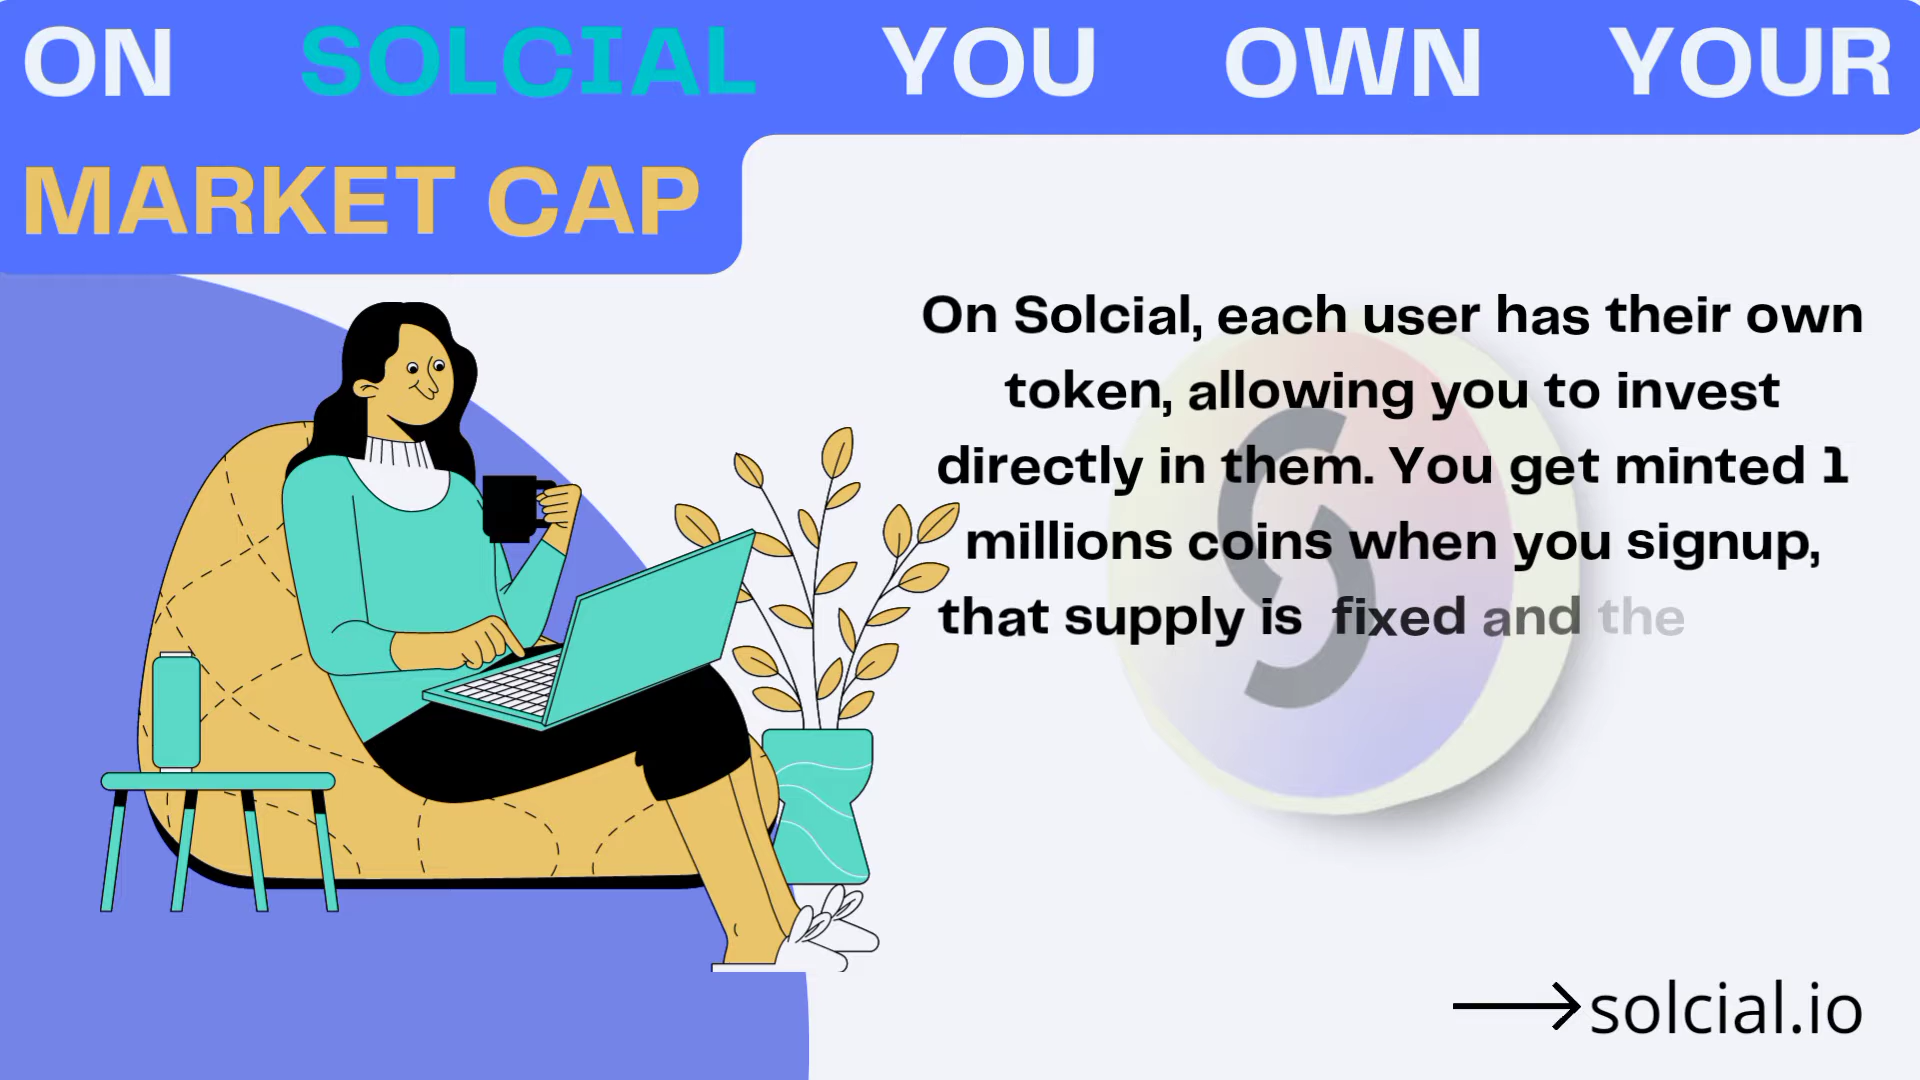 ON SOLCIAL YOU OWN YOUR
MARKET CAP
On Solcial, each user has their own
token, allowing you to invest
directly in them. You get minted 1
millions coins when you signup,
that supply is fixed and the
solcial.io